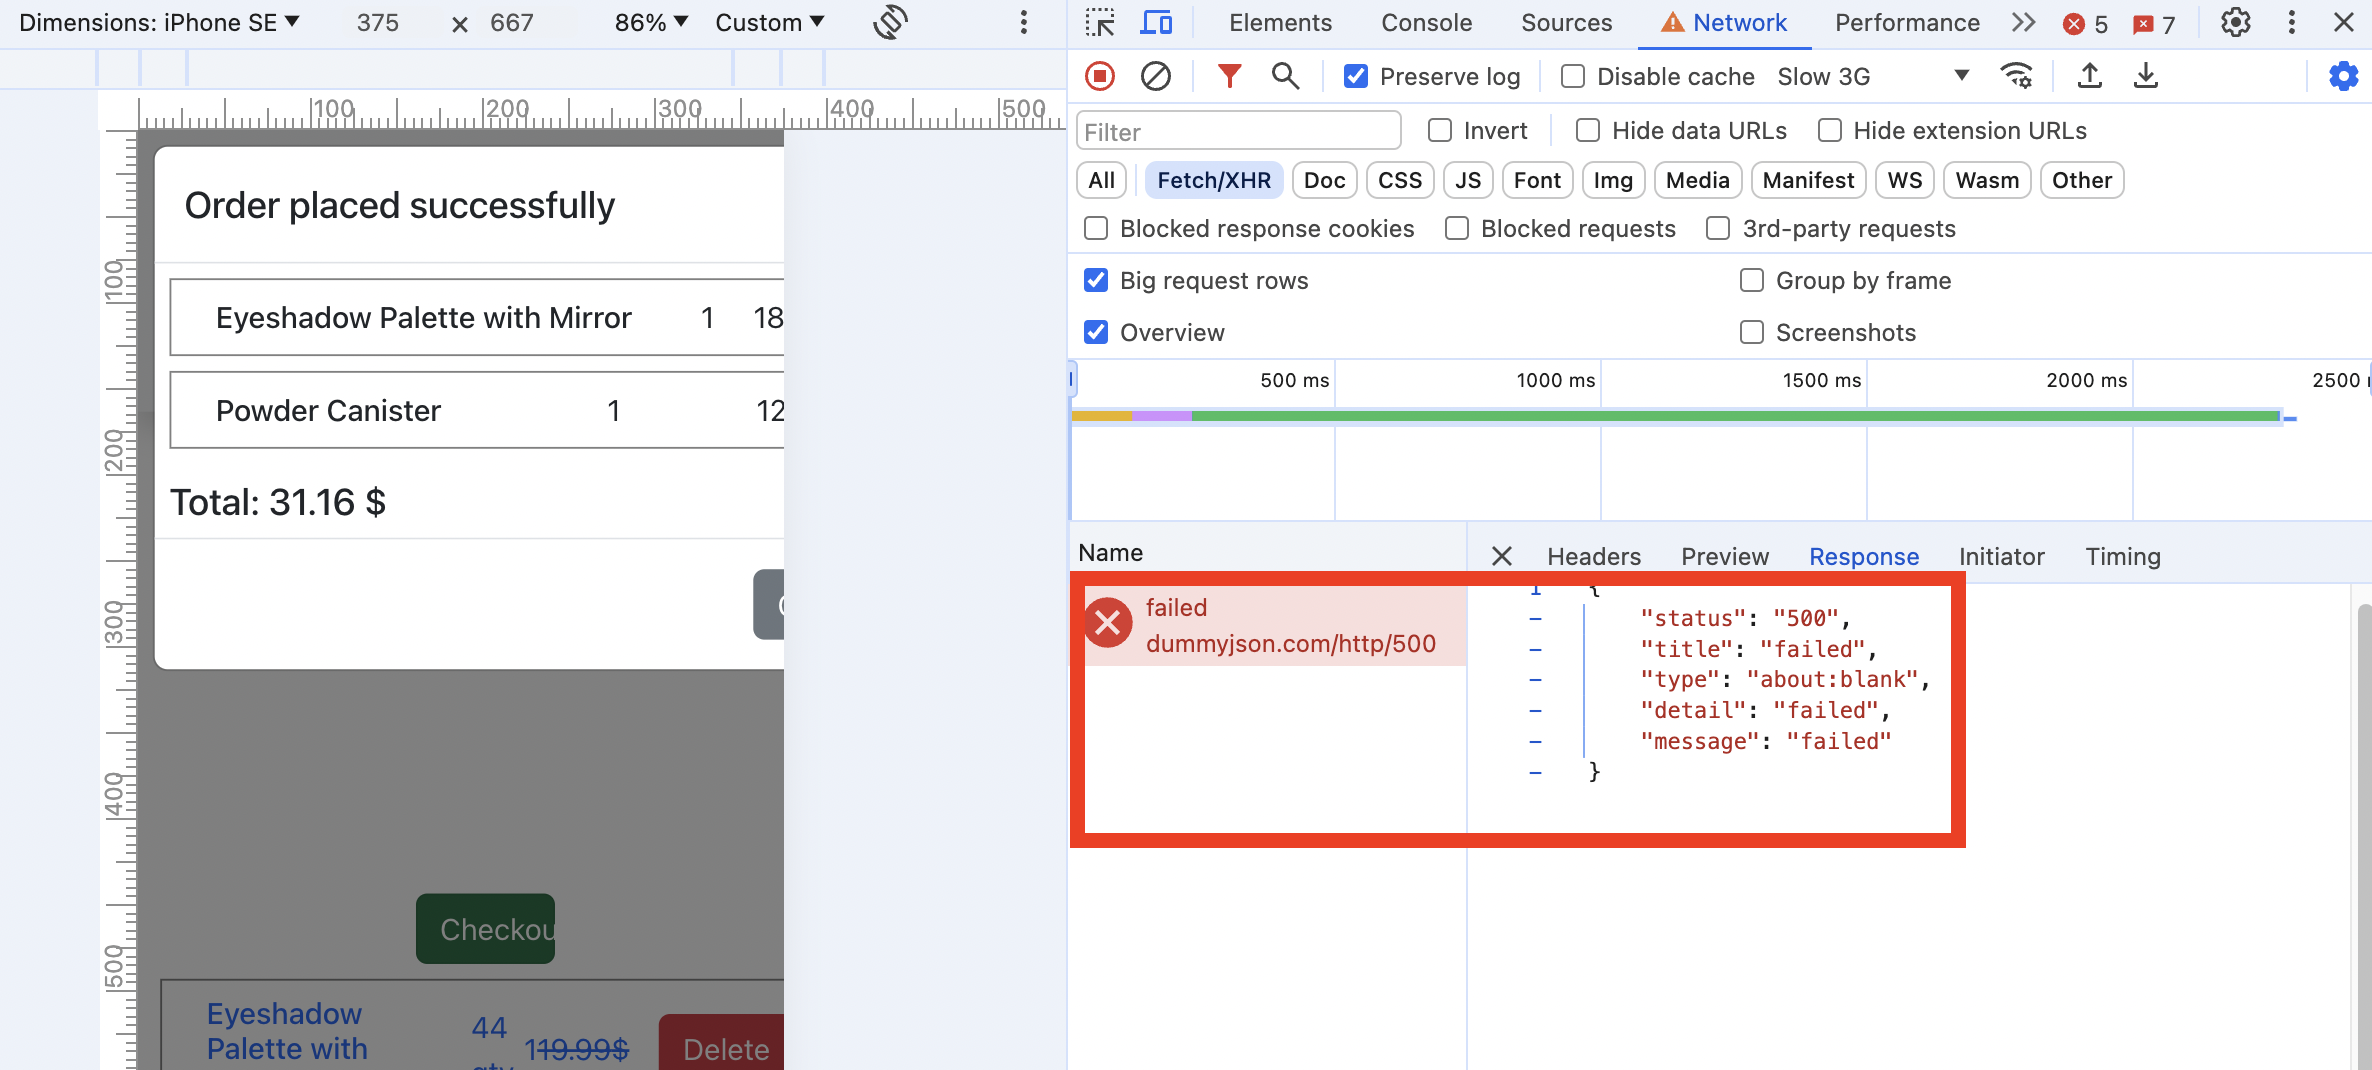 Dimensions: iPhone SE ▼ 375 × 667 86% ▼ Custom ▼
100 200 300 400 500
100
200
300
400
500
Order placed successfully
Eyeshadow Palette with Mirror 1 18
Powder Canister 1 12
Total: 31.16 $
Checkou
Eyeshadow
Palette with
44
119.99$
Delete
Elements Console Sources Network Performance 5 7
Preserve log Disable cache Slow 3G
Filter Invert Hide data URLs Hide extension URLs
All Fetch/XHR Doc CSS JS Font Img Media Manifest WS Wasm Other
Blocked response cookies Blocked requests 3rd-party requests
Big request rows Group by frame
Overview Screenshots
500 ms 1000 ms 1500 ms 2000 ms 2500
Name
Headers Preview Response Initiator Timing
failed
dummyjson.com/http/500
1 {
– "status": "500",
– "title": "failed",
– "type": "about:blank",
– "detail": "failed",
– "message": "failed"
– }